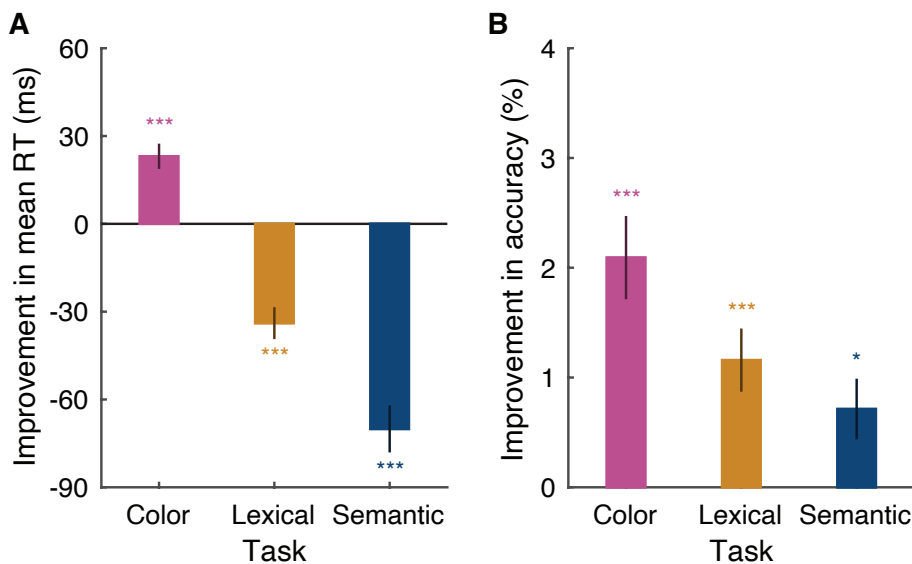 A
Improvement in mean RT (ms)
60
30
0
-30
-60
-90
***
***
***
Color Lexical Semantic
Task
B
Improvement in accuracy (%)
4
3
2
1
0
***
***
*
Color Lexical Semantic
Task